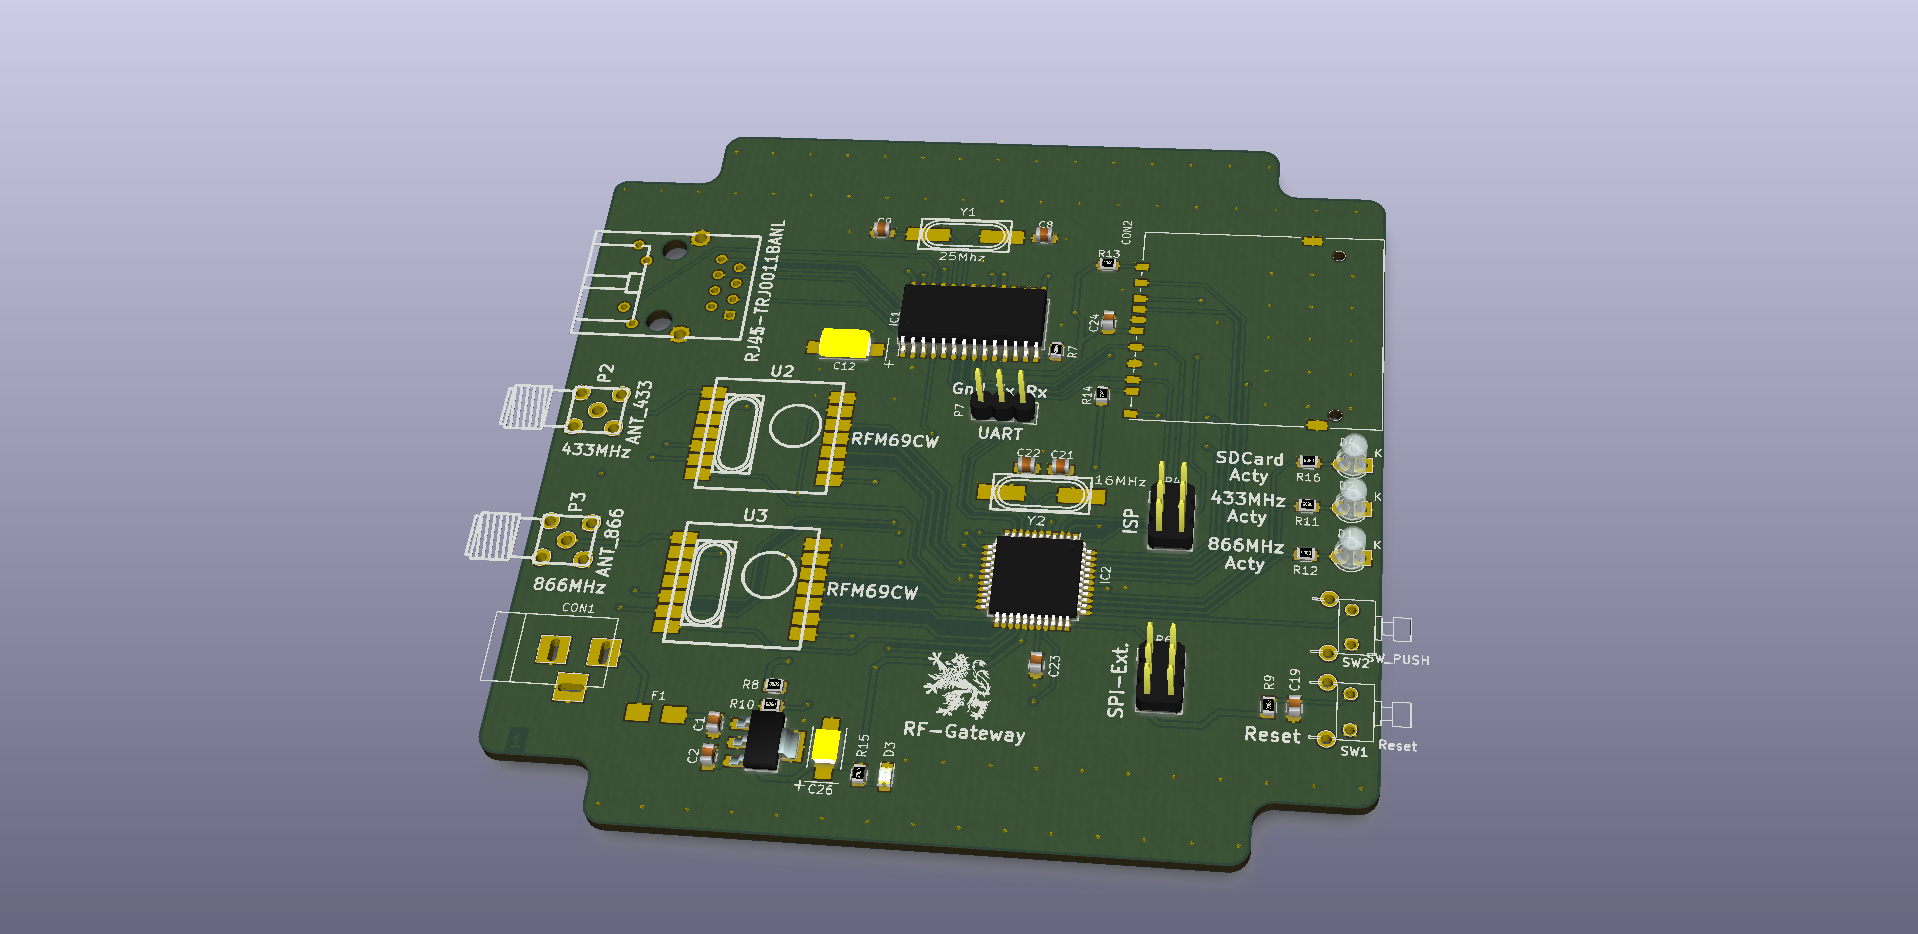 Y1
C9
C8
25Mhz
CON2
R13
RJ45-TRJ0011BANL
IC1
C24
R7
C12
+
P2
U2
ANT_433
433MHz
RFM69CW
Gnd Tx Rx
P7
UART
R14
C22
C21
16MHz
Y2
ISP
SDCard
Acty
R16
K
433MHz
Acty
R11
K
866MHz
Acty
R12
K
P3
U3
ANT_866
866MHz
RFM69CW
IC2
CON1
SPI-Ext.
C23
SW2
SW_PUSH
R8
R10
F1
C1
C2
R9
C19
Reset
SW1
Reset
RF-Gateway
R15
D3
+
C26
1